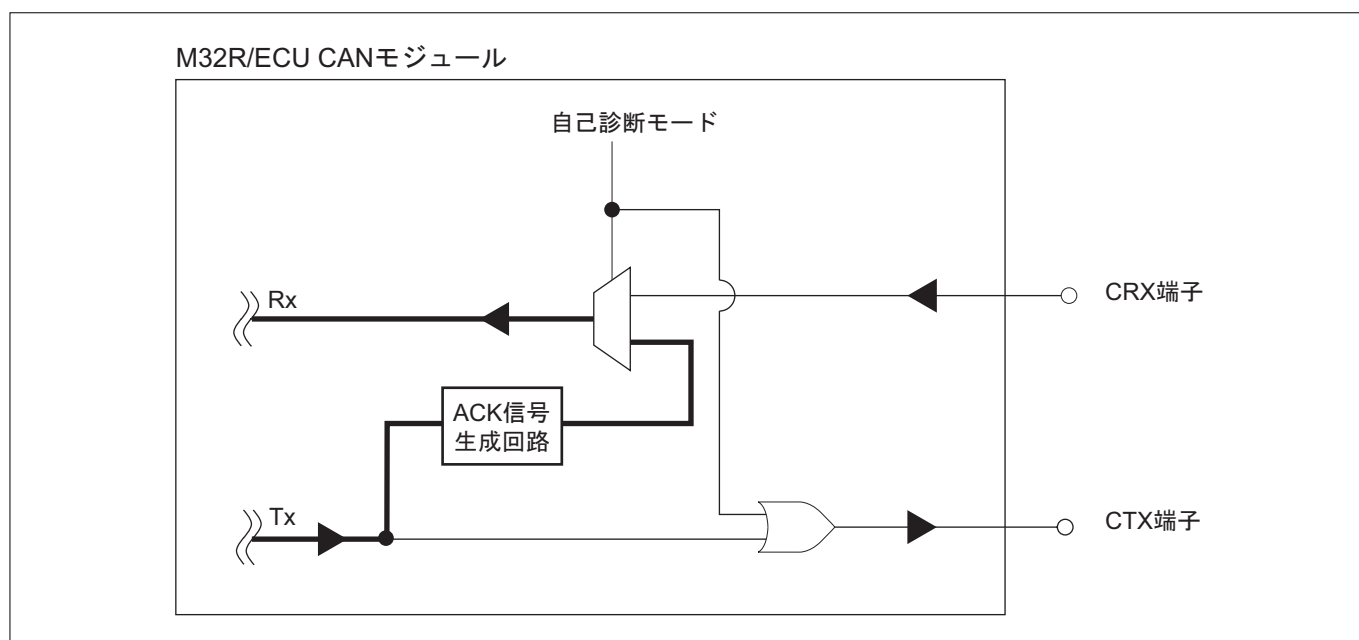 M32R/ECU CANモジュール
自己診断モード
Rx
CRX端子
ACK信号
生成回路
Tx
CTX端子